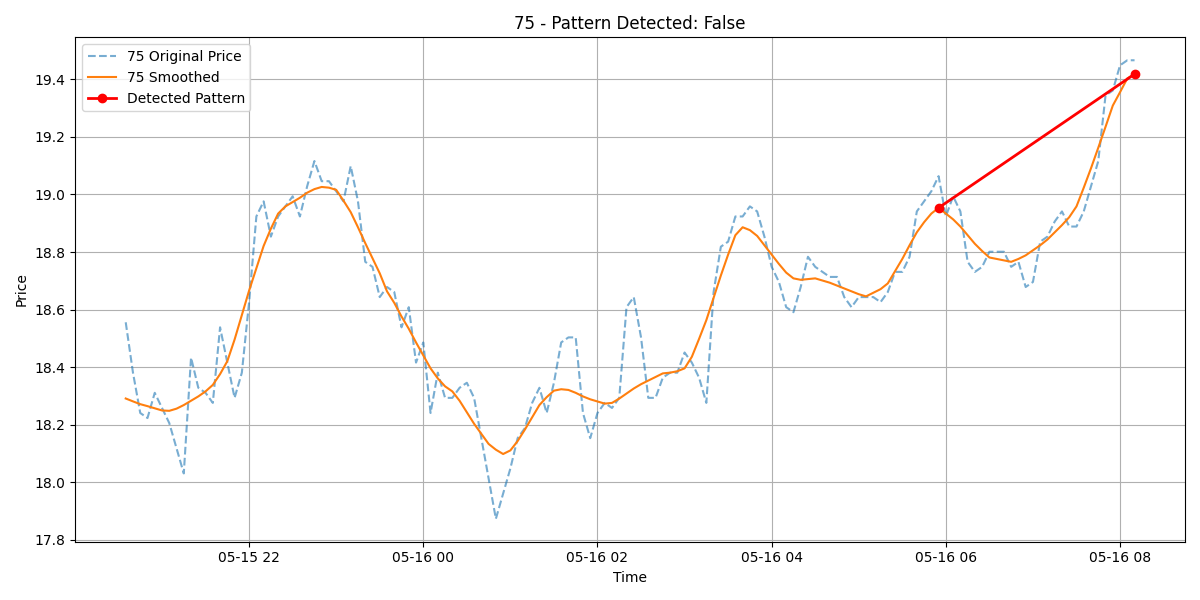 75 - Pattern Detected: False
75 Original Price
75 Smoothed
Detected Pattern
Price
19.4
19.2
19.0
18.8
18.6
18.4
18.2
18.0
17.8
05-15 22
05-16 00
05-16 02
05-16 04
05-16 06
05-16 08
Time